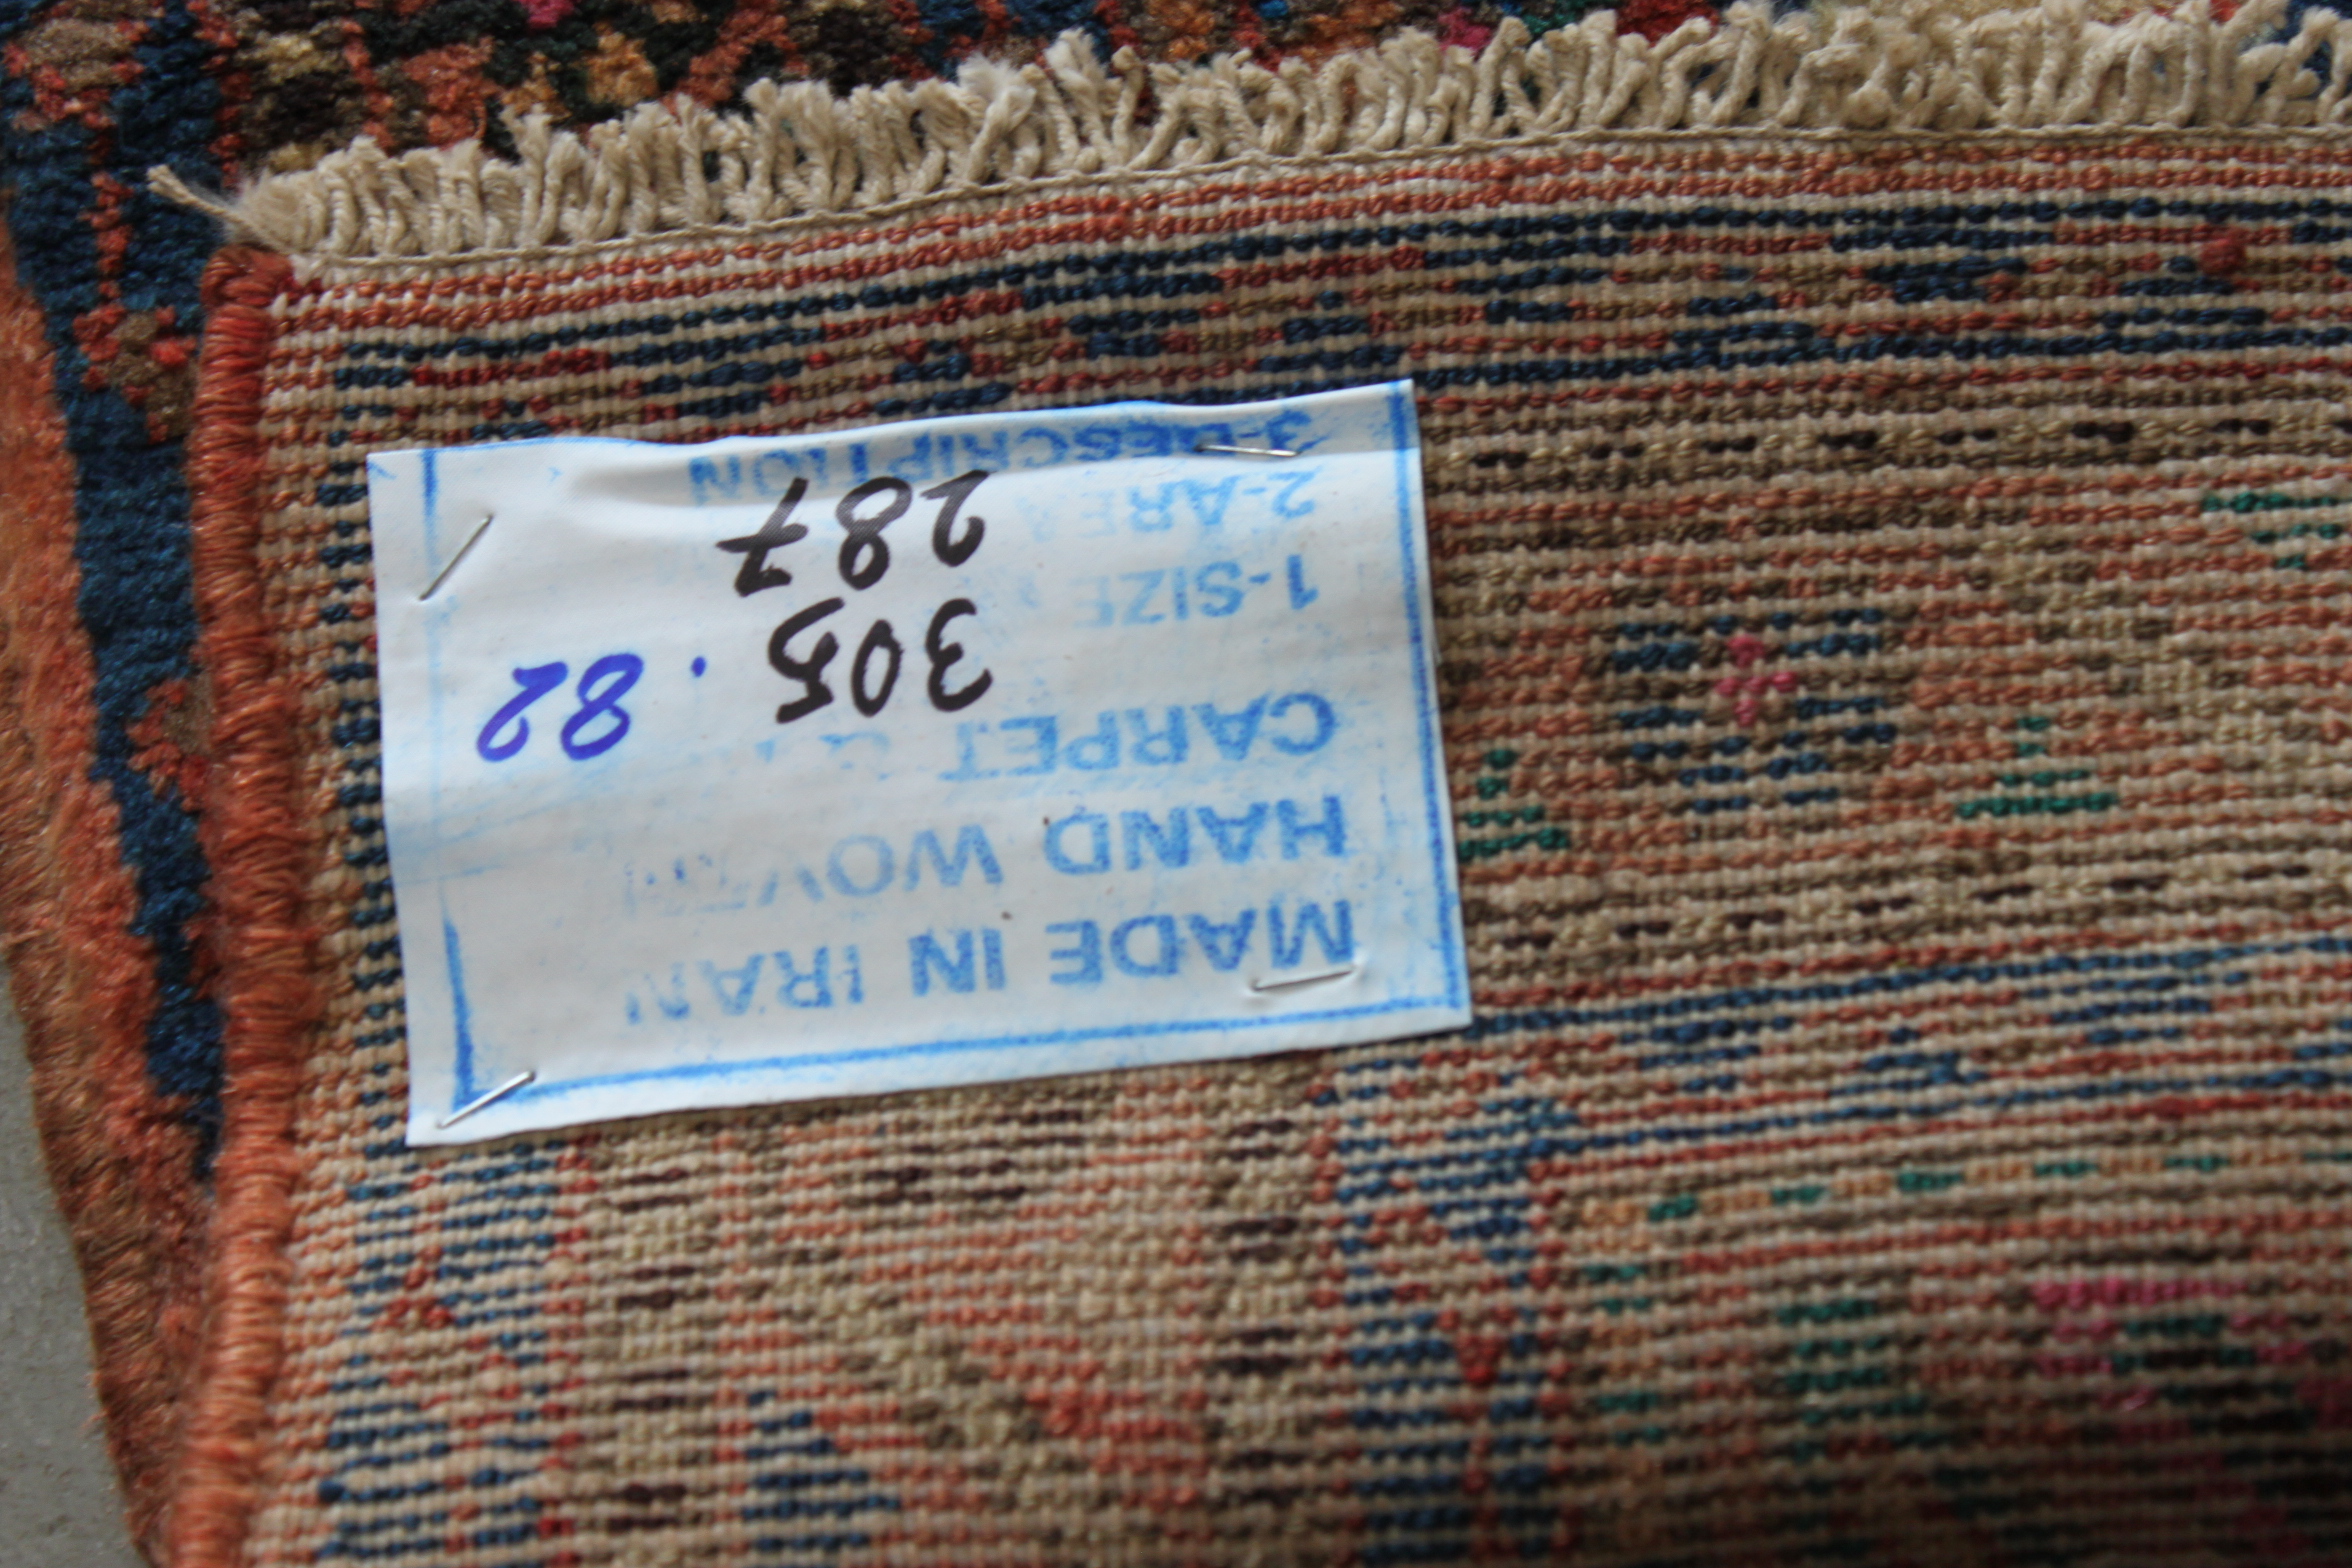 MADE IN IRAN
HAND WOVEN
CARPET
305 . 82
1-SIZE
287
2-AREA
3-DESCRIPTION